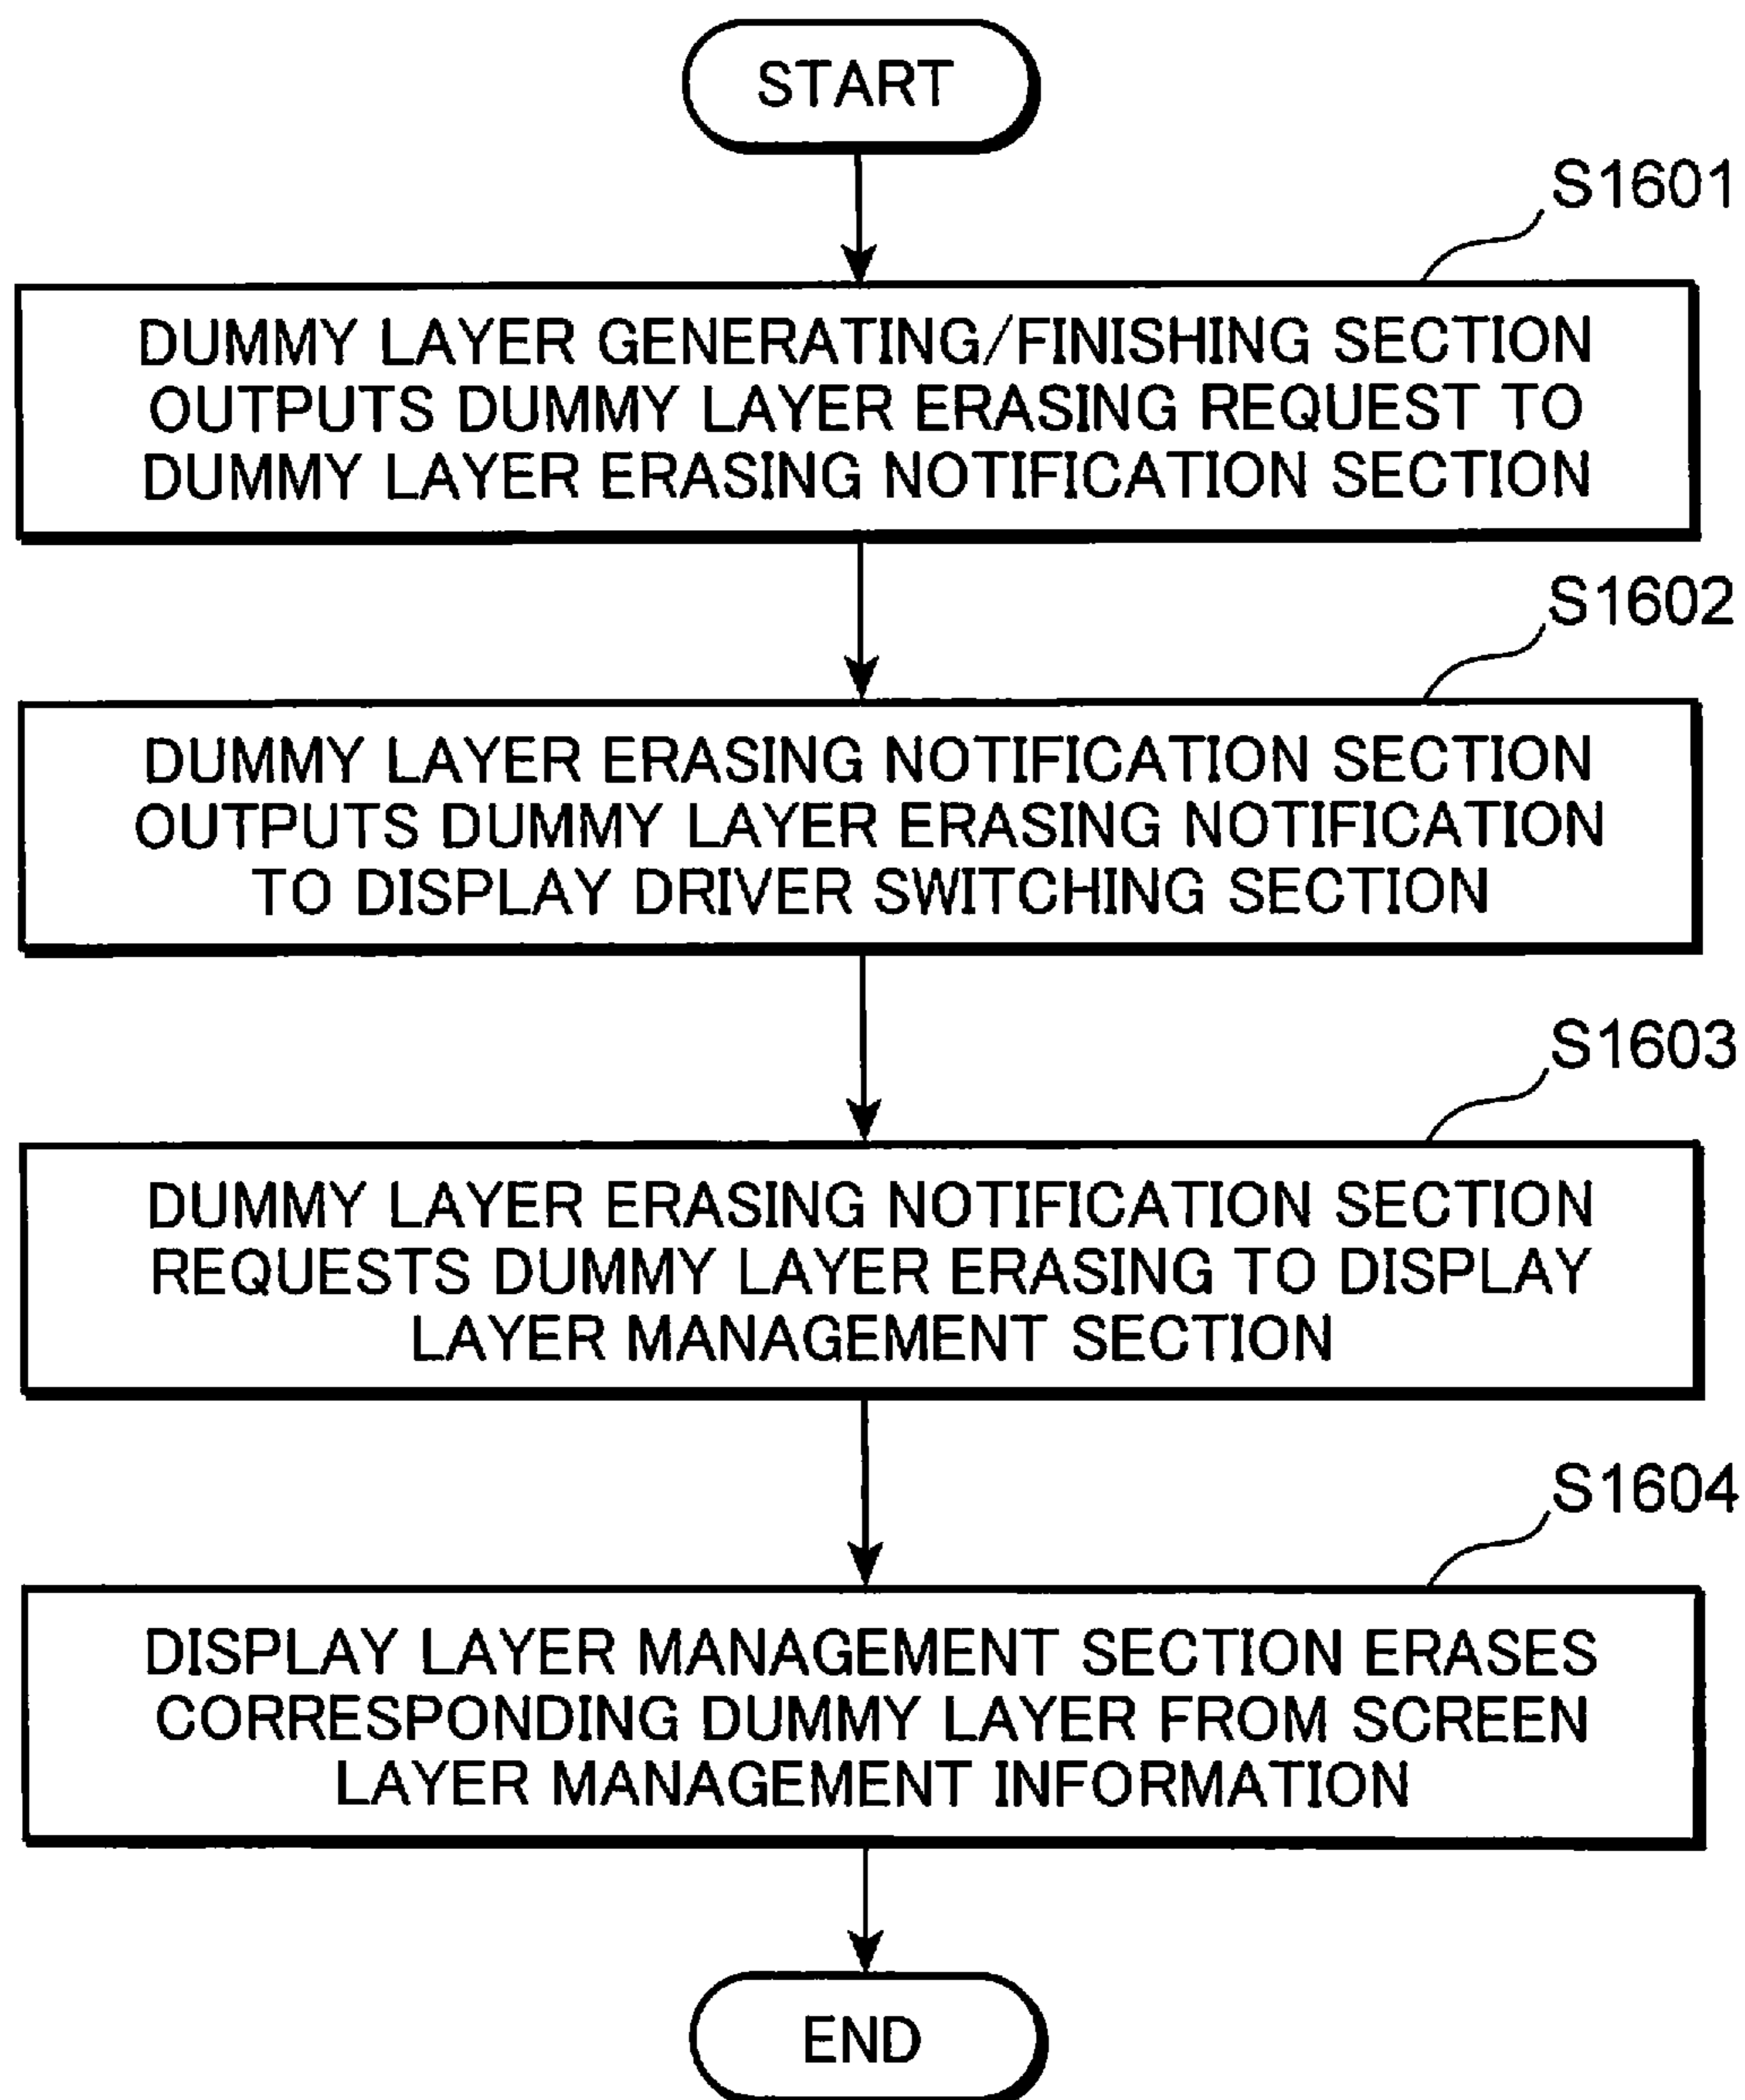 START
S1601
DUMMY LAYER GENERATING/FINISHING SECTION
OUTPUTS DUMMY LAYER ERASING REQUEST TO
DUMMY LAYER ERASING NOTIFICATION SECTION
S1602
DUMMY LAYER ERASING NOTIFICATION SECTION
OUTPUTS DUMMY LAYER ERASING NOTIFICATION
TO DISPLAY DRIVER SWITCHING SECTION
S1603
DUMMY LAYER ERASING NOTIFICATION SECTION
REQUESTS DUMMY LAYER ERASING TO DISPLAY
LAYER MANAGEMENT SECTION
S1604
DISPLAY LAYER MANAGEMENT SECTION ERASES
CORRESPONDING DUMMY LAYER FROM SCREEN
LAYER MANAGEMENT INFORMATION
END